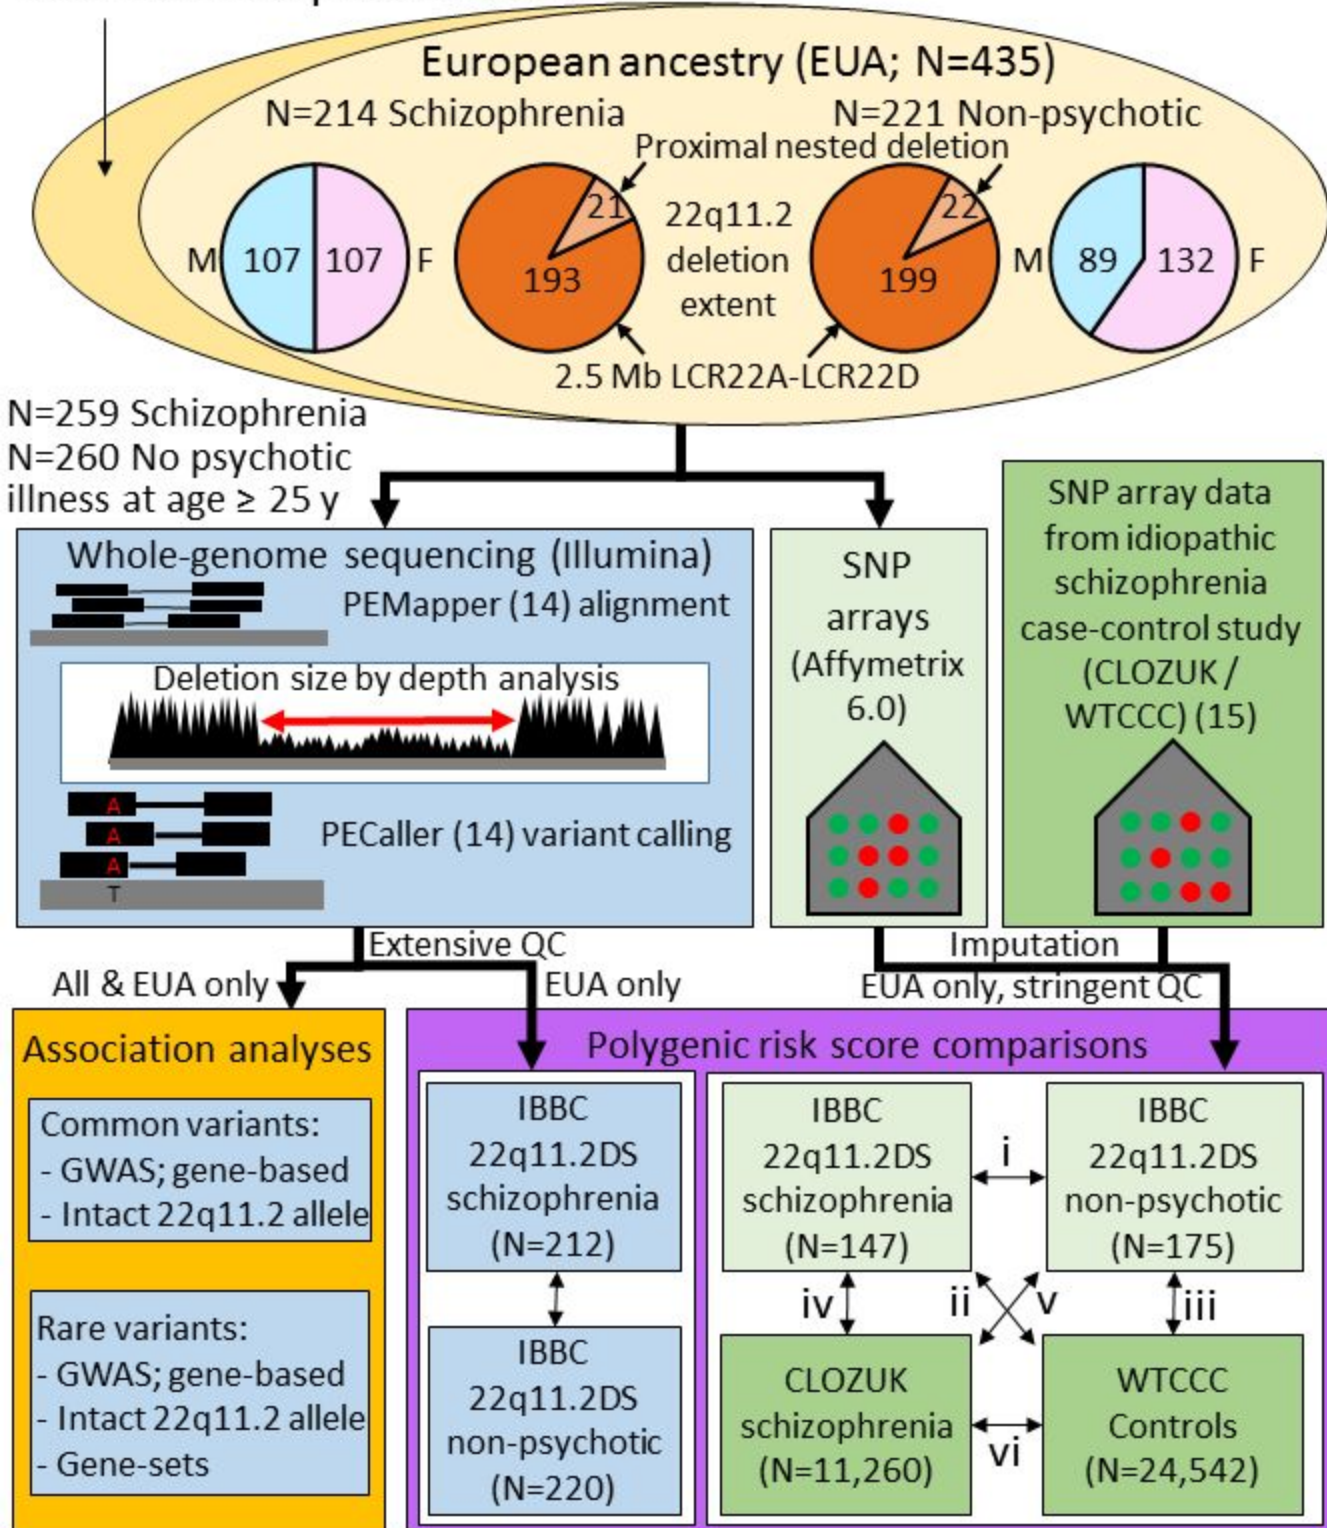 European ancestry (EUA; N=435)
N=214 Schizophrenia
N=221 Non-psychotic
Proximal nested deletion
M
107
107
F
21
193
22q11.2
deletion
extent
22
199
M
89
132
F
2.5 Mb LCR22A-LCR22D
N=259 Schizophrenia
N=260 No psychotic
illness at age ≥ 25 y
Whole-genome sequencing (Illumina)
PEMapper (14) alignment
Deletion size by depth analysis
A
A
A
T
PECaller (14) variant calling
SNP
arrays
(Affymetrix
6.0)
SNP array data
from idiopathic
schizophrenia
case-control study
(CLOZUK /
WTCCC) (15)
Extensive QC
All & EUA only
EUA only
Imputation
EUA only, stringent QC
Association analyses
Common variants:
- GWAS; gene-based
- Intact 22q11.2 allele
Rare variants:
- GWAS; gene-based
- Intact 22q11.2 allele
- Gene-sets
Polygenic risk score comparisons
IBBC
22q11.2DS
schizophrenia
(N=212)
IBBC
22q11.2DS
non-psychotic
(N=220)
IBBC
22q11.2DS
schizophrenia
(N=147)
i
IBBC
22q11.2DS
non-psychotic
(N=175)
iv
ii
v
iii
CLOZUK
schizophrenia
(N=11,260)
vi
WTCCC
Controls
(N=24,542)